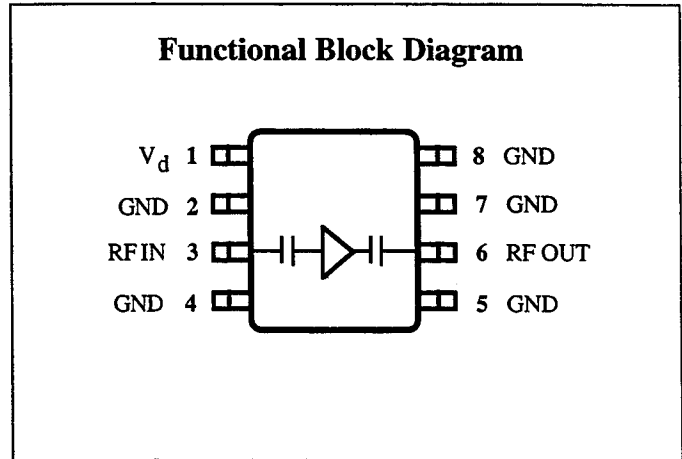 Functional Block Diagram
V_d 1 8 GND
GND 2 7 GND
RF IN 3 6 RF OUT
GND 4 5 GND